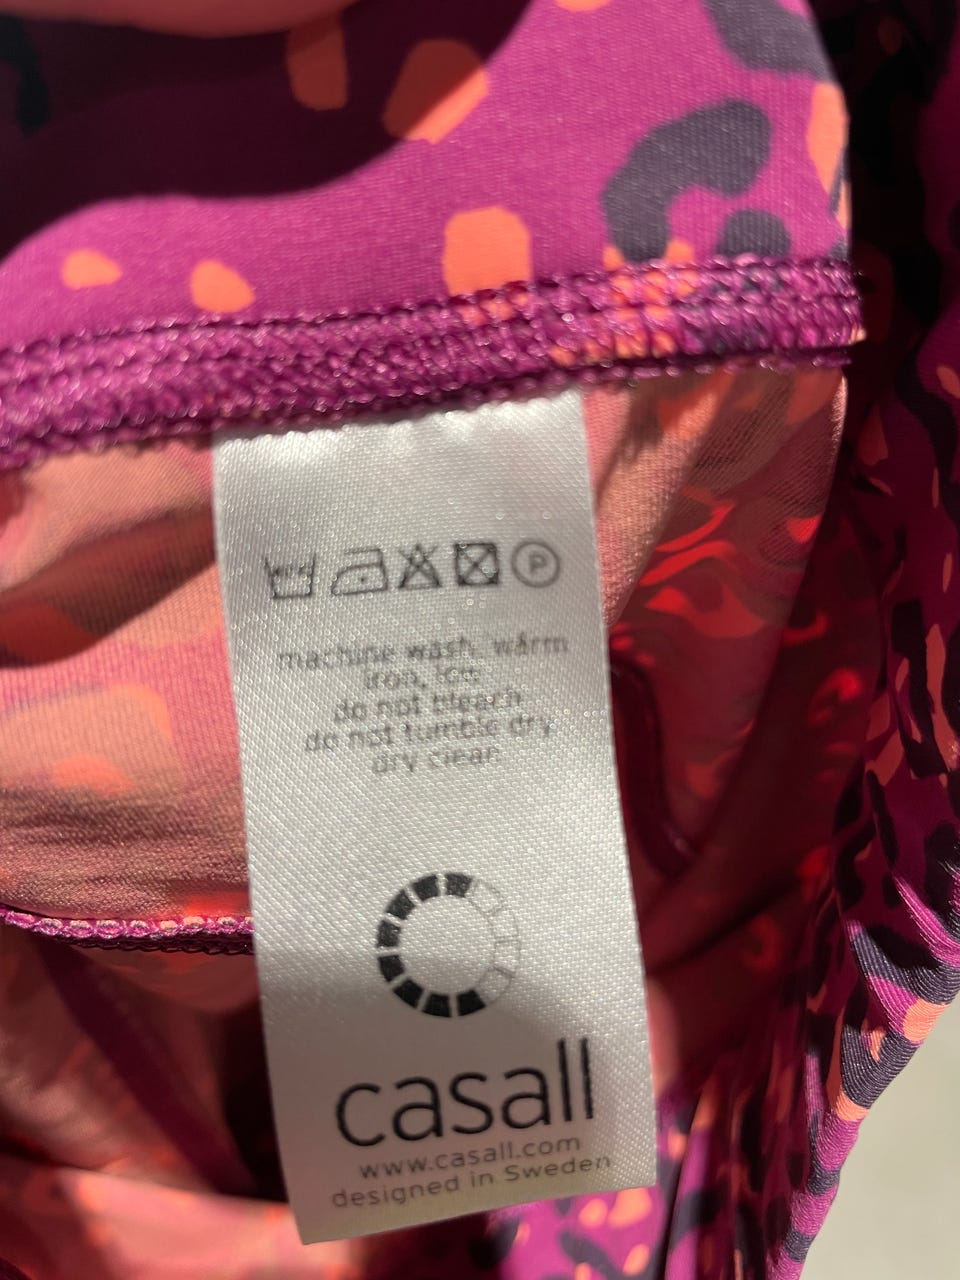 P
machine wash, warm
iron, low
do not bleach
do not tumble dry
dry clean
casall
www.casall.com
designed in Sweden